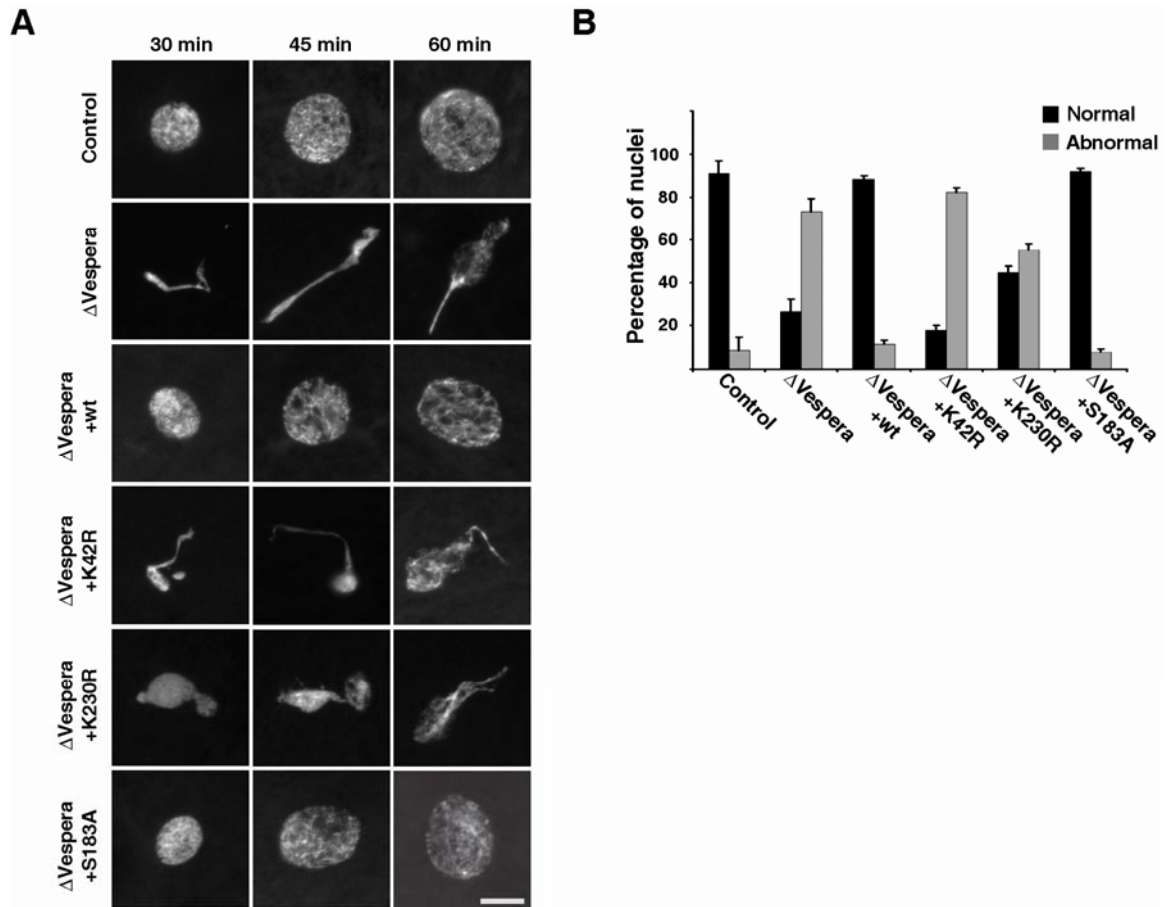 A
30 min 45 min 60 min
Control
ΔVespera
ΔVespera
+wt
ΔVespera
+K42R
ΔVespera
+K230R
ΔVespera
+S183A
B
Normal
Abnormal
Percentage of nuclei
100
80
60
40
20
Control
ΔVespera
ΔVespera
+wt
ΔVespera
+K42R
ΔVespera
+K230R
ΔVespera
+S183A